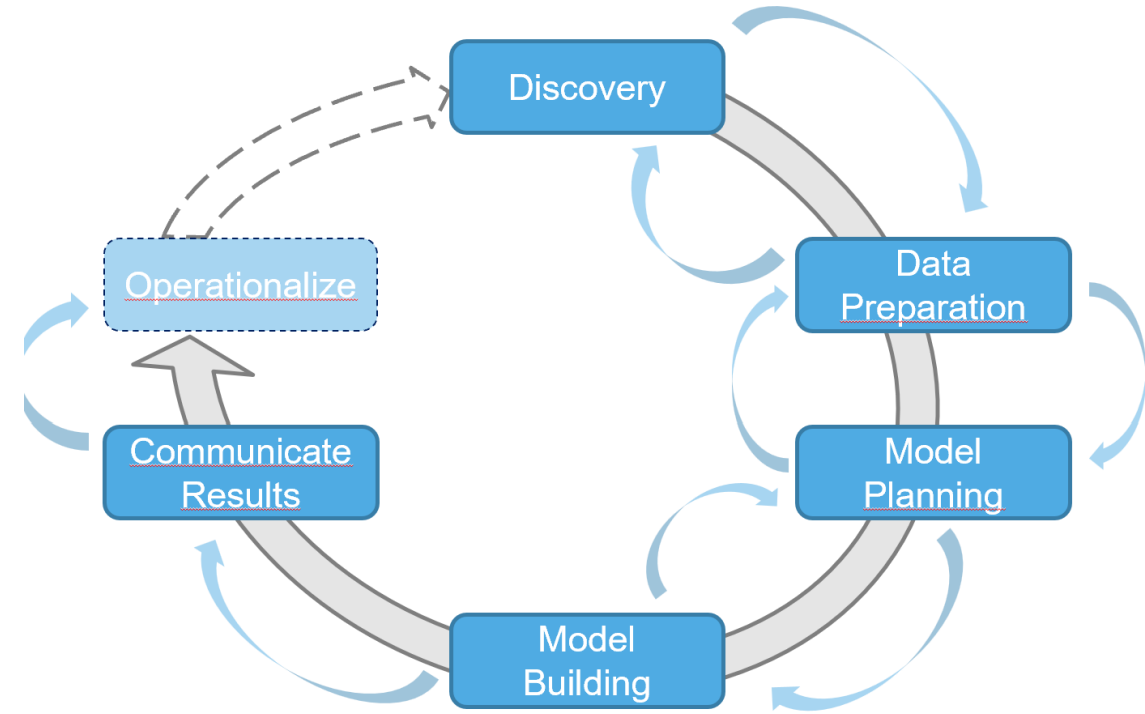 Discovery
Data
Preparation
Model
Planning
Model
Building
Communicate
Results
Operationalize